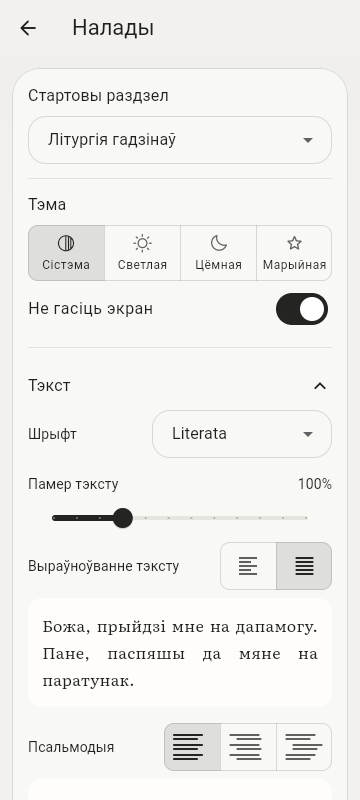 Налады
Стартовы раздзел
Літургія гадзінаў
Тэма
Сістэма
Светлая
Цёмная
Марыйная
Не гасіць экран
Тэкст
Шрыфт
Literata
Памер тэксту
100%
Выраўноўванне тэксту
Божа, прыйдзі мне на дапамогу.
Пане, паспяшы да мяне на
паратунак.
Псальмодыя